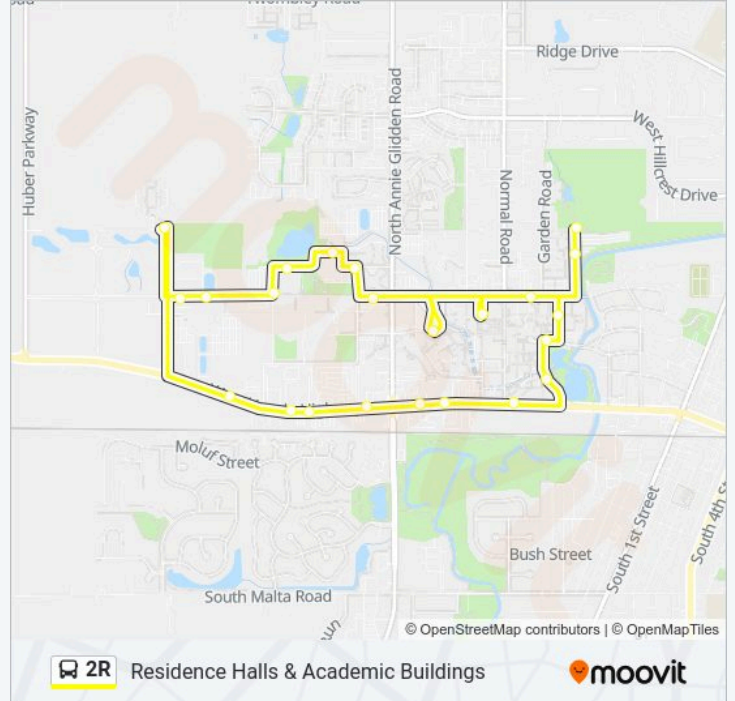 Ridge Drive
Huber Parkway
North Annie Glidden Road
West Hillcrest Drive
Normal Road
Garden Road
Moluf Street
South 1st Street
South 4th St
Bush Street
South Malta Road
© OpenStreetMap contributors | © OpenMapTiles
2R Residence Halls & Academic Buildings
moovit